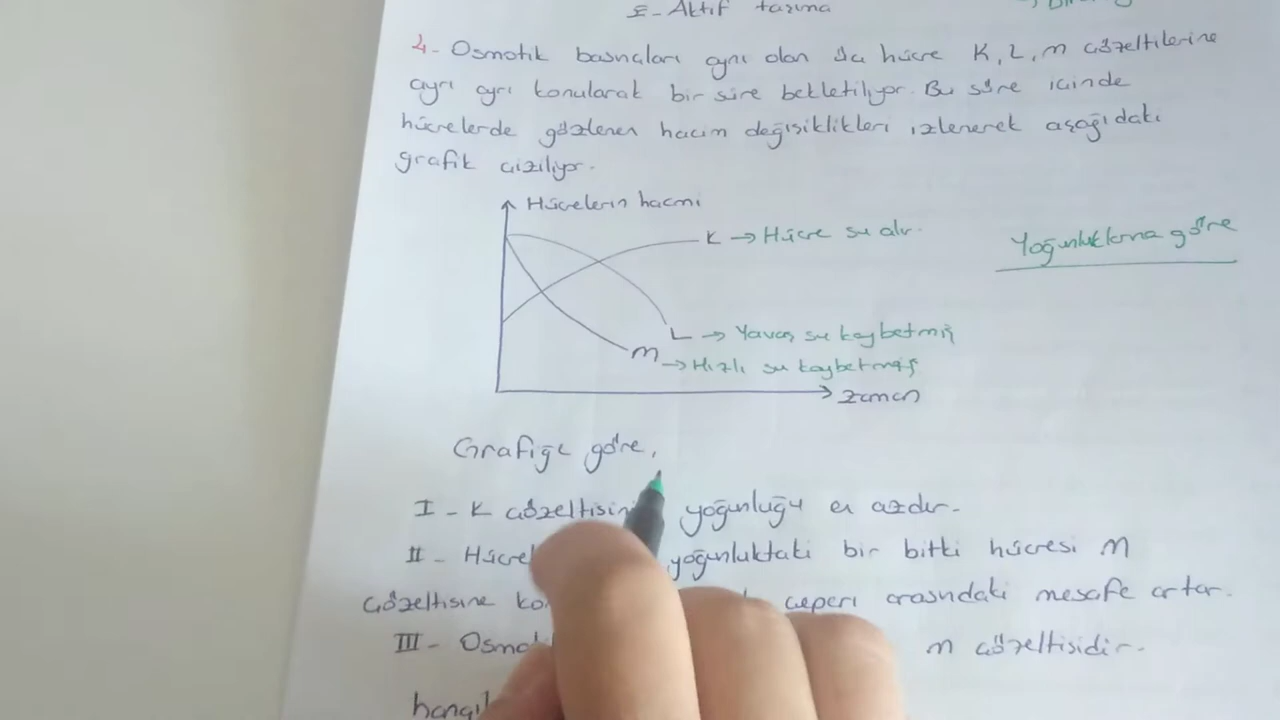 E- Aktif taşıma
4- Osmotik basınçları aynı olan üç hücre K, L, M çözeltilerine
ayrı ayrı konularak bir süre bekletiliyor. Bu süre içinde
hücrelerde gözlenen hacim değişiklikleri izlenerek aşağıdaki
grafik çiziliyor.
Hücrelerin hacmi
K → Hücre su alır.
Yoğunluklarına göre
L → Yavaş su kaybetmiş
M → Hızlı su kaybetmiş
zaman
Grafiğe göre,
I - K çözeltisin yoğunluğu en azdır.
II - yoğunluktaki bir bitki hücresi M
çözeltisine çeperi arasındaki mesafe artar.
III - M çözeltisidir.